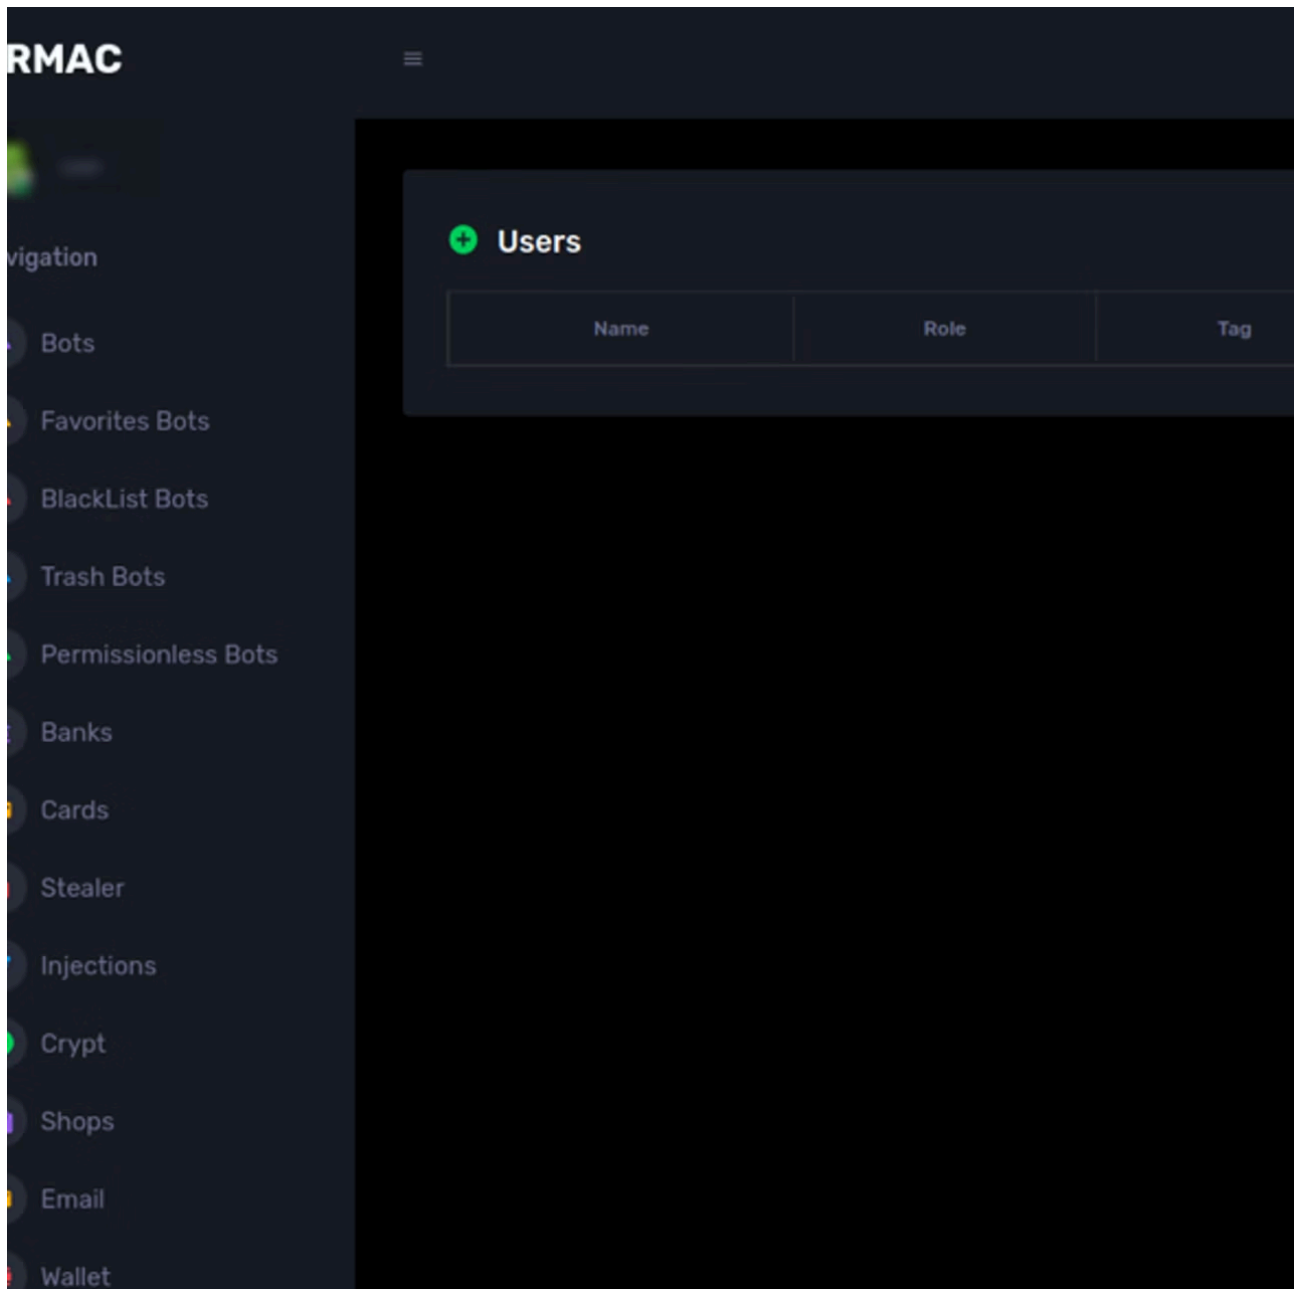 RMAC
vigation
Bots
Favorites Bots
BlackList Bots
Trash Bots
Permissionless Bots
Banks
Cards
Stealer
Injections
Crypt
Shops
Email
Wallet
Users
Name Role Tag